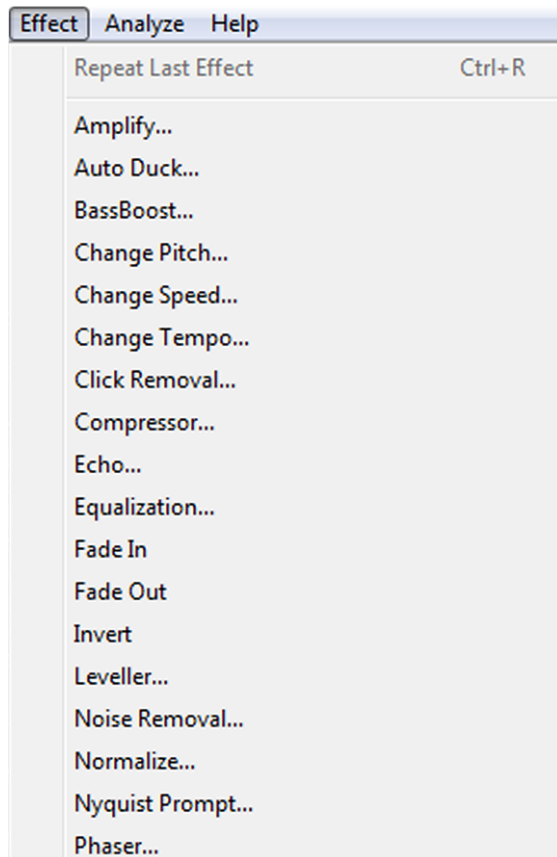 Effect Analyze Help
Repeat Last Effect Ctrl+R
Amplify...
Auto Duck...
BassBoost...
Change Pitch...
Change Speed...
Change Tempo...
Click Removal...
Compressor...
Echo...
Equalization...
Fade In
Fade Out
Invert
Leveller...
Noise Removal...
Normalize...
Nyquist Prompt...
Phaser...